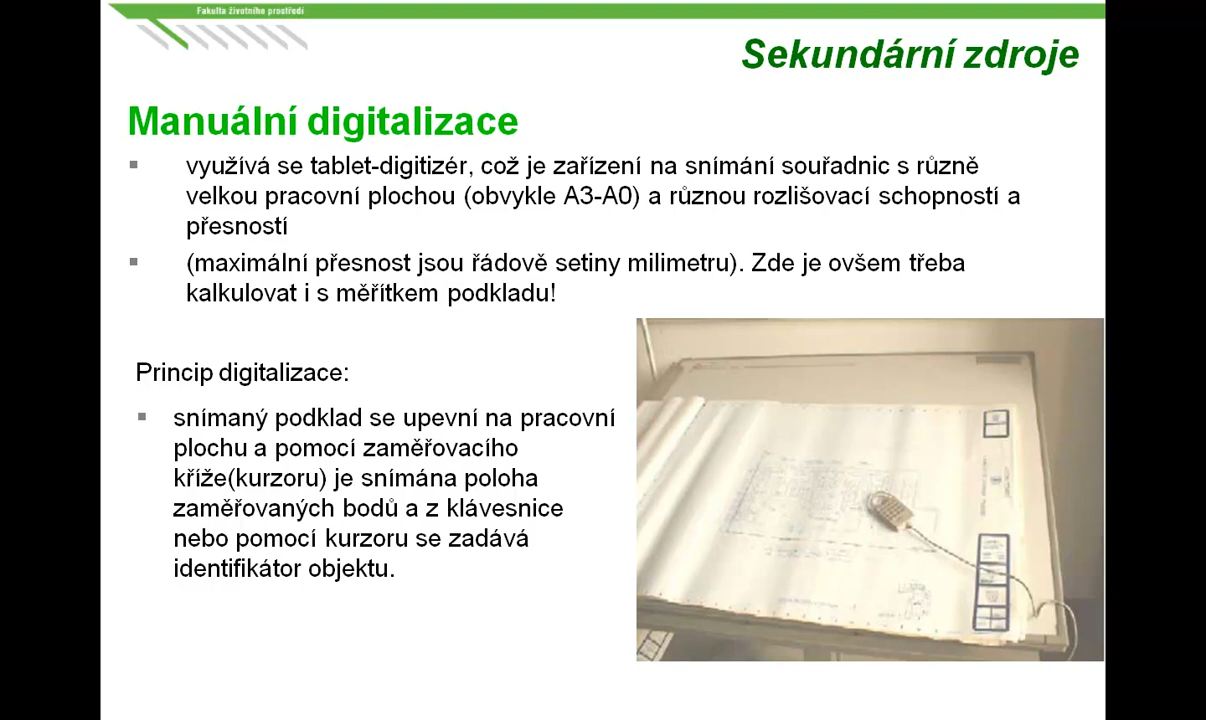 Fakulta životního prostředí
Sekundární zdroje
Manuální digitalizace
využívá se tablet-digitizér, což je zařízení na snímání souřadnic s různě
velkou pracovní plochou (obvykle A3-A0) a různou rozlišovací schopností a
přesností
(maximální přesnost jsou řádově setiny milimetru). Zde je ovšem třeba
kalkulovat i s měřítkem podkladu!
Princip digitalizace:
snímaný podklad se upevní na pracovní
plochu a pomocí zaměřovacího
kříže(kurzoru) je snímána poloha
zaměřovaných bodů a z klávesnice
nebo pomocí kurzoru se zadává
identifikátor objektu.